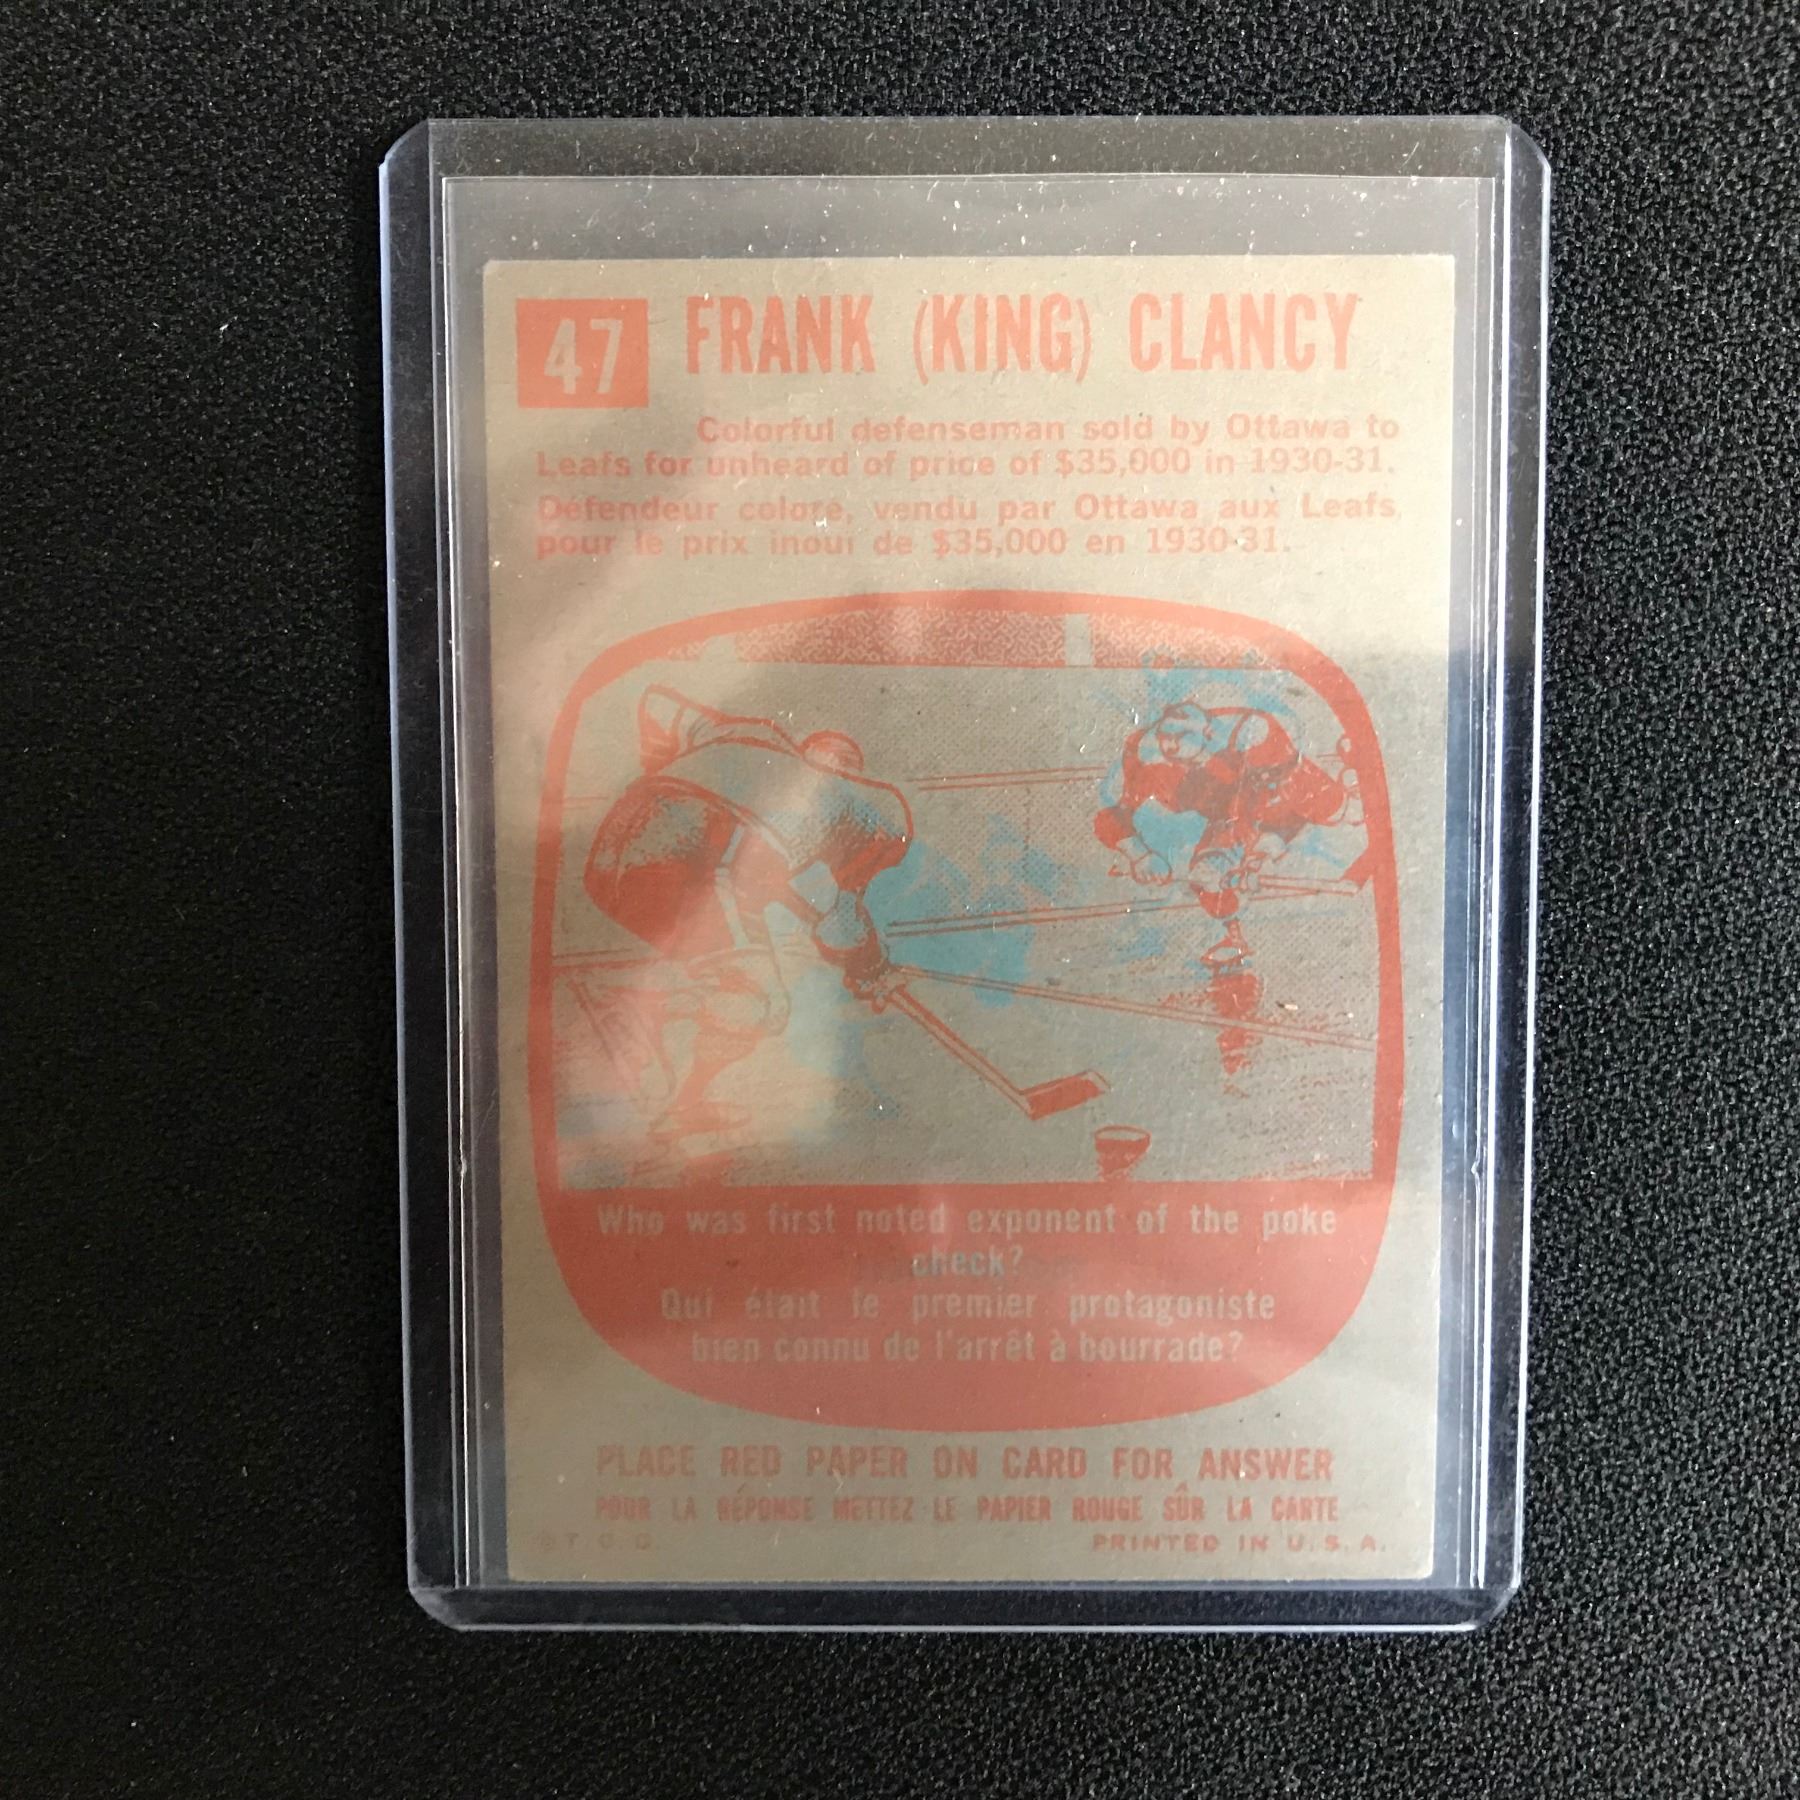 47 FRANK (KING) CLANCY
Colorful defenseman sold by Ottawa to
Leafs for unheard of price of $35,000 in 1930-31.
Défendeur coloré, vendu par Ottawa aux Leafs
pour le prix inoui de $35,000 en 1930-31.
Who was first noted exponent of the poke
check?
Qui était le premier protagoniste
bien connu de l'arrêt à bourrade?
PLACE RED PAPER ON CARD FOR ANSWER
POUR LA RÉPONSE METTEZ LE PAPIER ROUGE SÛR LA CARTE
© T. C. G. PRINTED IN U. S. A.